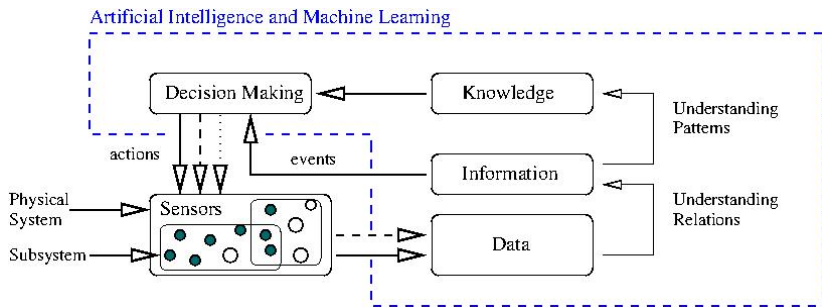 Artificial Intelligence and Machine Learning
Decision Making
Knowledge
Understanding
Patterns
actions
events
Information
Physical
System
Sensors
Understanding
Relations
Subsystem
Data